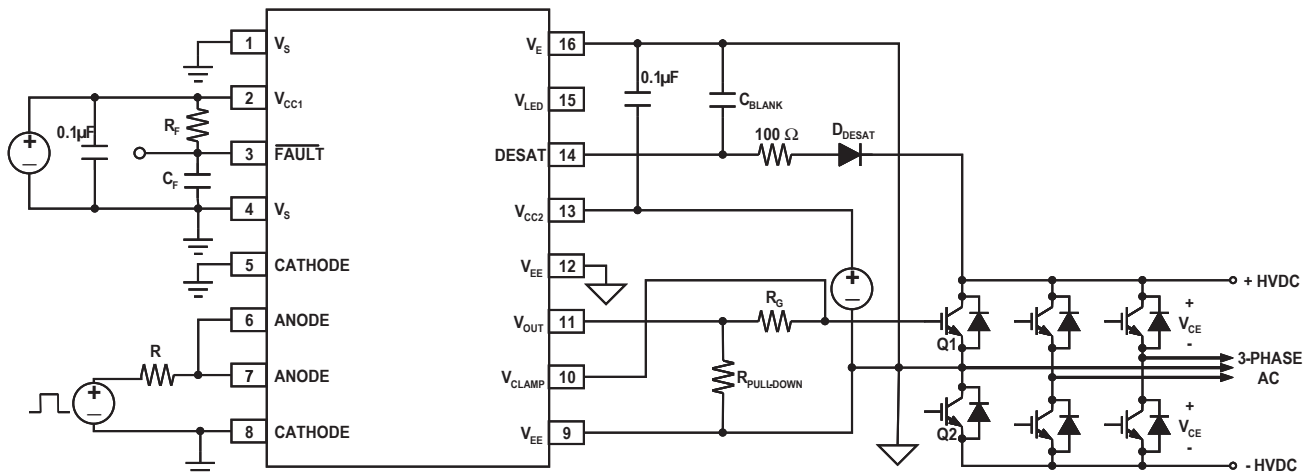 1 V_S
2 V_CC1
3 FAULT
4 V_S
5 CATHODE
6 ANODE
7 ANODE
8 CATHODE
V_E 16
V_LED 15
DESAT 14
V_CC2 13
V_EE 12
V_OUT 11
V_CLAMP 10
V_EE 9
+
–
0.1µF
R_F
C_F
R
+
–
0.1µF
C_BLANK
100 Ω
D_DESAT
+
–
R_G
R_PULL-DOWN
Q1
Q2
+ HVDC
+
V_CE
-
3-PHASE
AC
+
V_CE
-
- HVDC